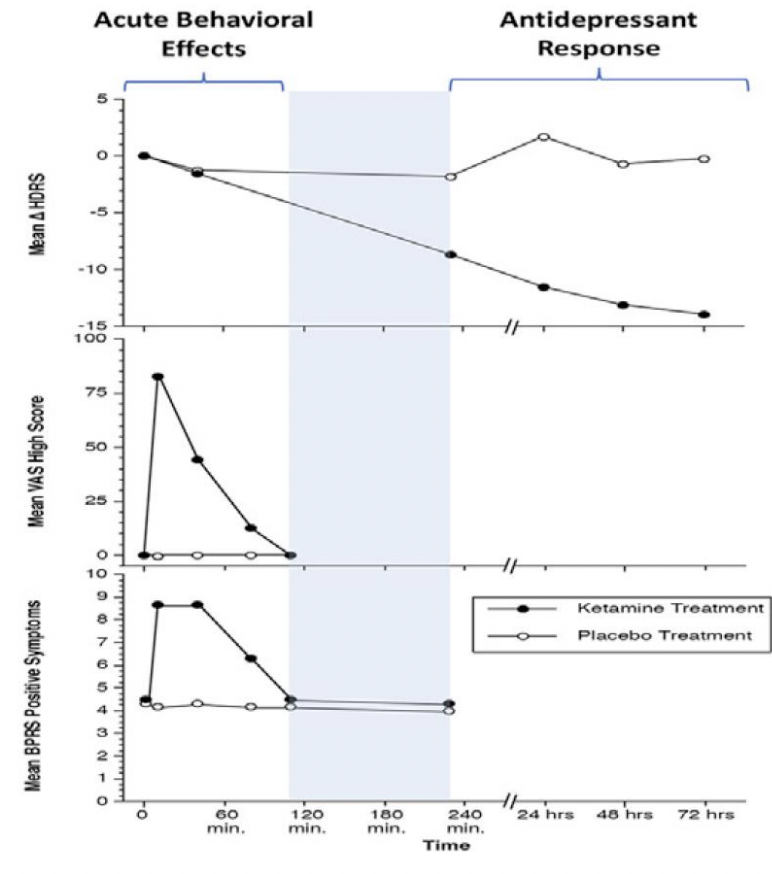 Acute Behavioral
Effects
Antidepressant
Response
5
0
-5
-10
-15
Mean Δ HDRS
100
75
50
25
0
Mean VAS High Score
10
9
8
7
6
5
4
3
2
1
0
Mean BPRS Positive Symptoms
Ketamine Treatment
Placebo Treatment
0
60
min.
120
min.
180
min.
240
min.
24 hrs
48 hrs
72 hrs
Time